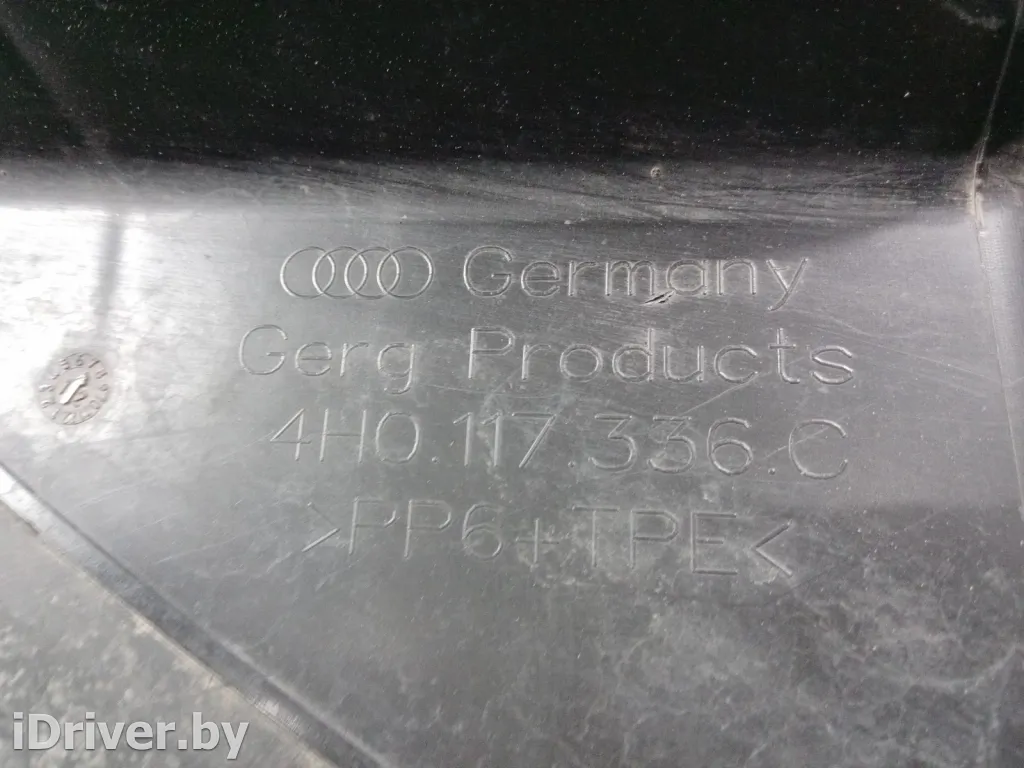 Germany
Gerg Products
4H0.117.336.C
>PP6+TPE<
iDriver.by